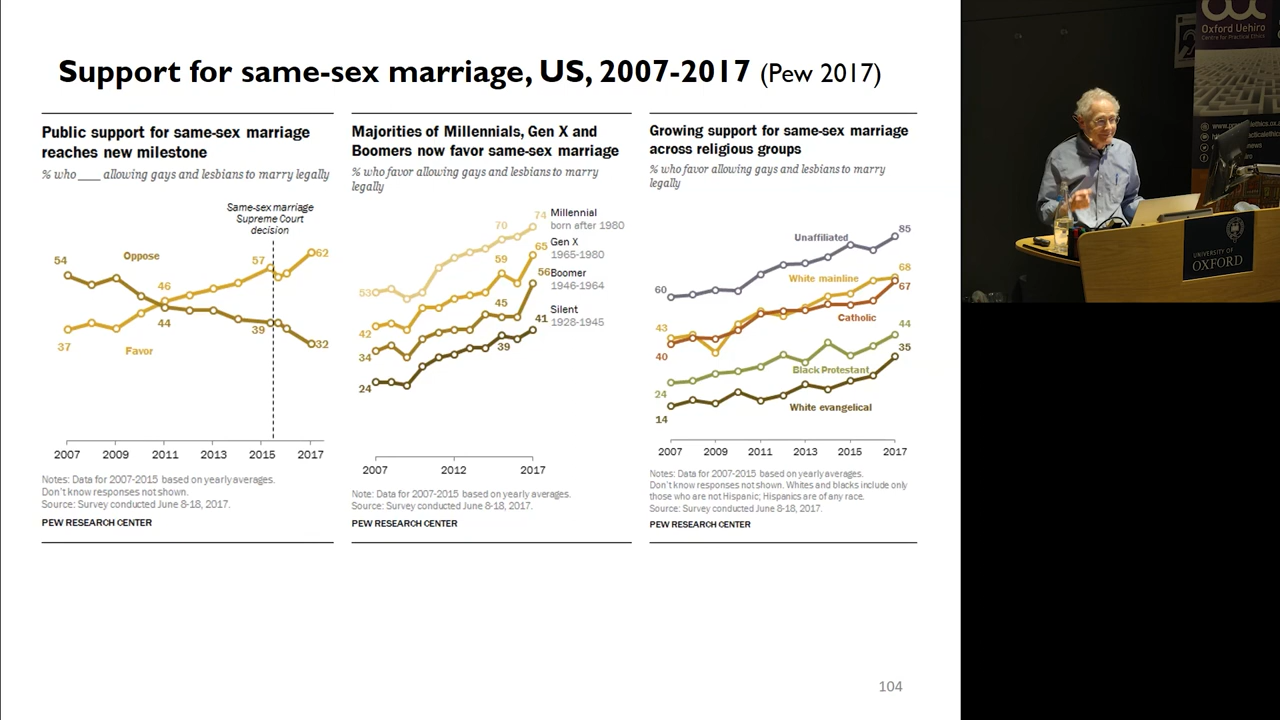 Support for same-sex marriage, US, 2007-2017 (Pew 2017)
Public support for same-sex marriage
reaches new milestone
% who ____ allowing gays and lesbians to marry legally
Same-sex marriage
Supreme Court
decision
54
Oppose
57
62
46
44
39
37
Favor
32
2007
2009
2011
2013
2015
2017
Notes: Data for 2007-2015 based on yearly averages.
Don't know responses not shown.
Source: Survey conducted June 8-18, 2017.
PEW RESEARCH CENTER
Majorities of Millennials, Gen X and
Boomers now favor same-sex marriage
% who favor allowing gays and lesbians to marry
legally
74
Millennial
born after 1980
70
65
Gen X
1965-1980
59
56
Boomer
1946-1964
53
45
Silent
1928-1945
41
42
39
34
24
2007
2012
2017
Note: Data for 2007-2015 based on yearly averages.
Source: Survey conducted June 8-18, 2017.
PEW RESEARCH CENTER
Growing support for same-sex marriage
across religious groups
% who favor allowing gays and lesbians to marry
legally
85
Unaffiliated
60
White mainline
68
67
Catholic
43
40
44
35
Black Protestant
24
White evangelical
14
2007
2009
2011
2013
2015
2017
Notes: Data for 2007-2015 based on yearly averages.
Don't know responses not shown. Whites and blacks include only
those who are not Hispanic; Hispanics are of any race.
Source: Survey conducted June 8-18, 2017.
PEW RESEARCH CENTER
104
Oxford Uehiro
Centre for Practical Ethics
UNIVERSITY OF
OXFORD